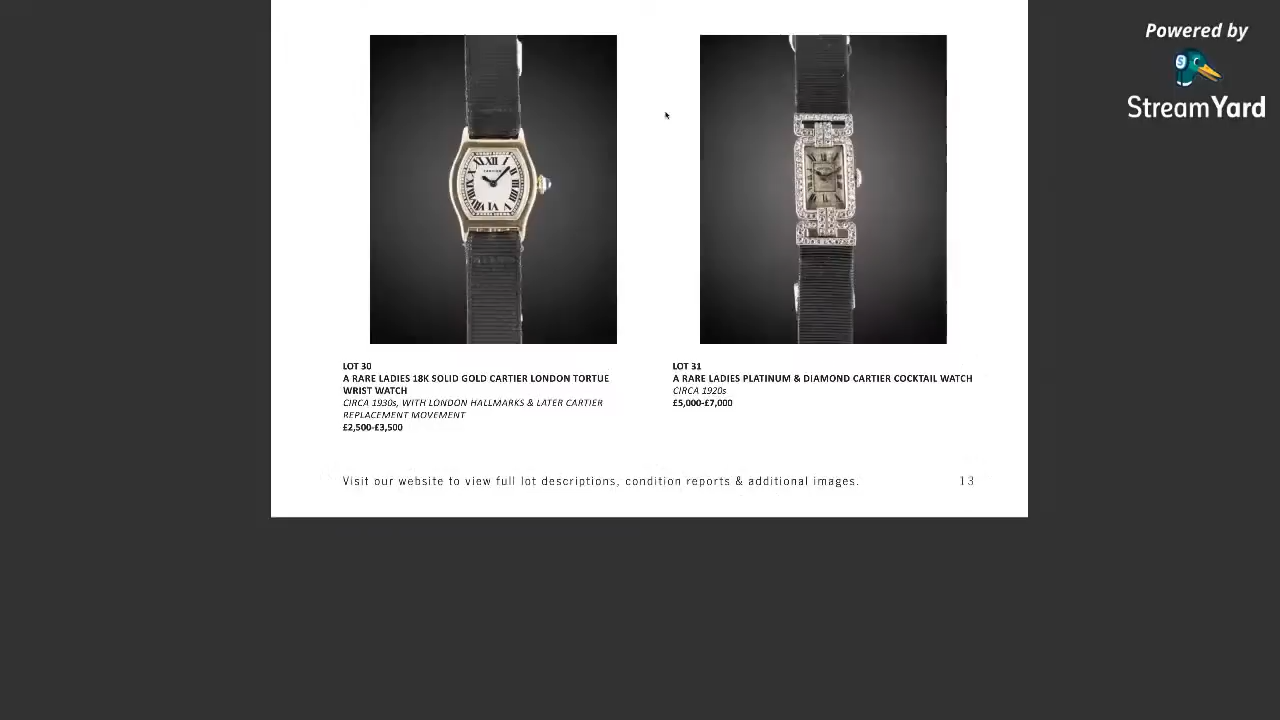 Powered by
StreamYard
LOT 30
A RARE LADIES 18K SOLID GOLD CARTIER LONDON TORTUE
WRIST WATCH
CIRCA 1930s, WITH LONDON HALLMARKS & LATER CARTIER
REPLACEMENT MOVEMENT
£2,500-£3,500
LOT 31
A RARE LADIES PLATINUM & DIAMOND CARTIER COCKTAIL WATCH
CIRCA 1920s
£5,000-£7,000
Visit our website to view full lot descriptions, condition reports & additional images.
13